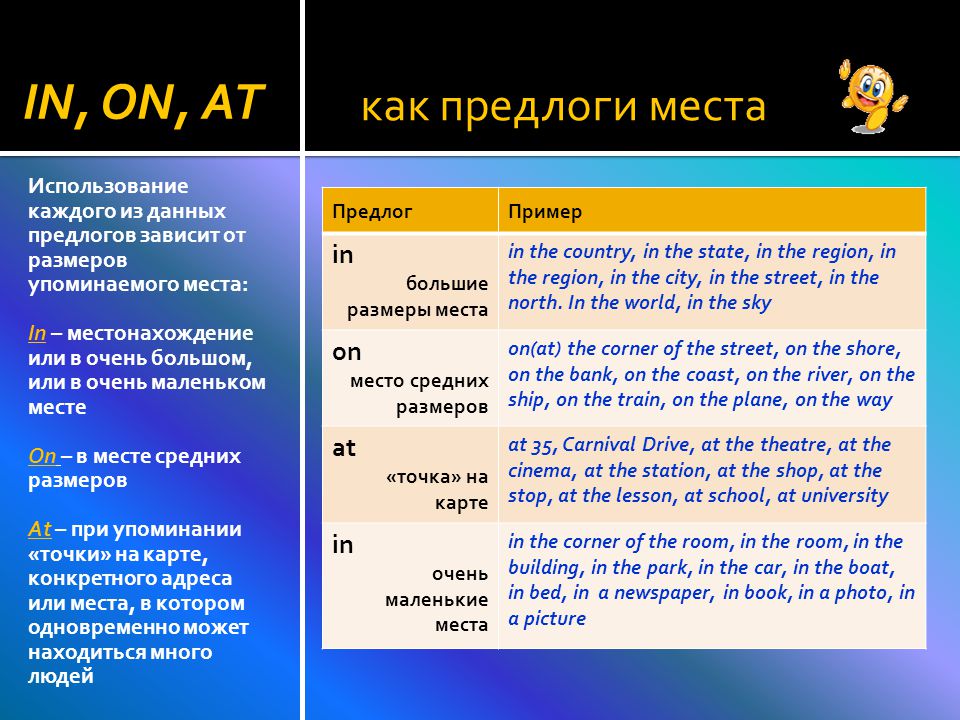 IN, ON, AT
как предлоги места
Использование
каждого из данных
предлогов зависит от
размеров
упоминаемого места:
In – местонахождение
или в очень большом,
или в очень маленьком
месте
On – в месте средних
размеров
At – при упоминании
«точки» на карте,
конкретного адреса
или места, в котором
одновременно может
находиться много
людей
Предлог
Пример
in
большие
размеры места
in the country, in the state, in the region, in
the region, in the city, in the street, in the
north. In the world, in the sky
on
место средних
размеров
on(at) the corner of the street, on the shore,
on the bank, on the coast, on the river, on the
ship, on the train, on the plane, on the way
at
«точка» на
карте
at 35, Carnival Drive, at the theatre, at the
cinema, at the station, at the shop, at the
stop, at the lesson, at school, at university
in
очень
маленькие
места
in the corner of the room, in the room, in the
building, in the park, in the car, in the boat,
in bed, in a newspaper, in book, in a photo, in
a picture